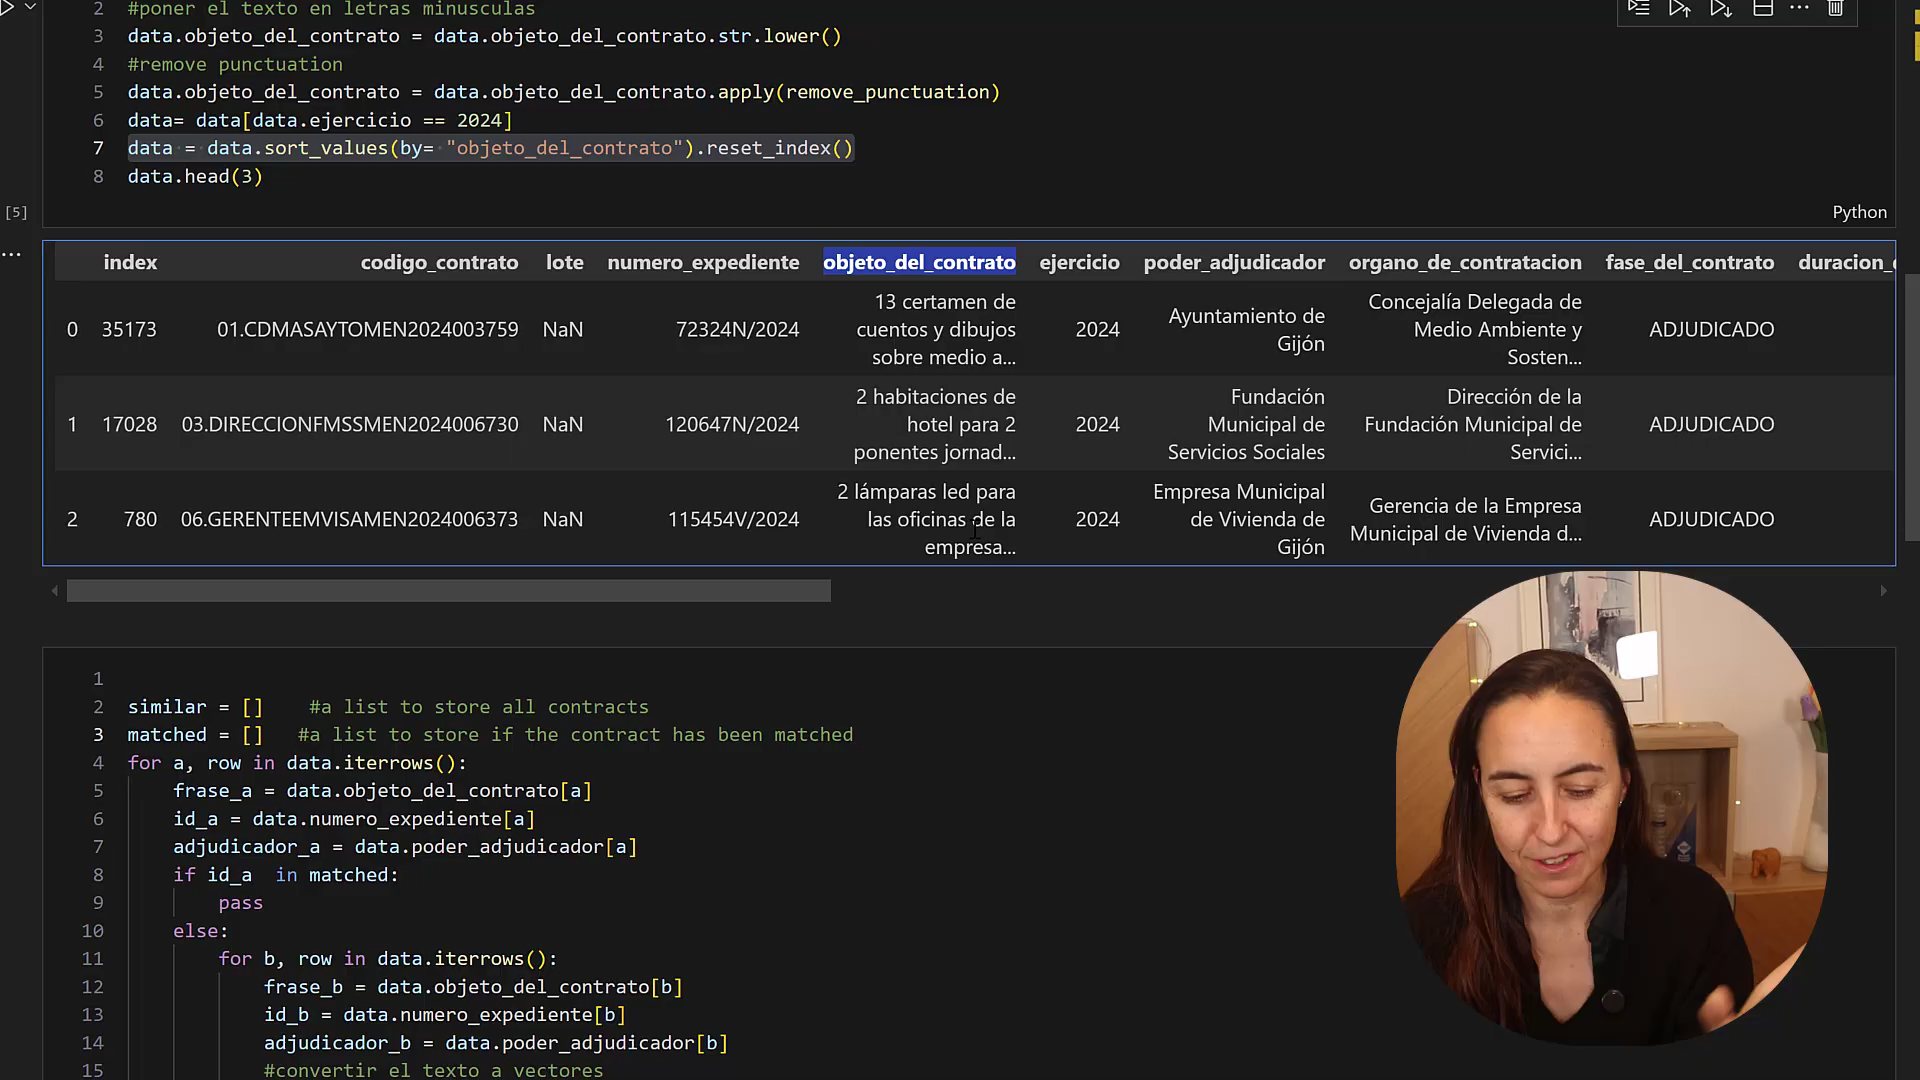 2 #poner el texto en letras minusculas
3 data.objeto_del_contrato = data.objeto_del_contrato.str.lower()
4 #remove punctuation
5 data.objeto_del_contrato = data.objeto_del_contrato.apply(remove_punctuation)
6 data= data[data.ejercicio == 2024]
7 data = data.sort_values(by= "objeto_del_contrato").reset_index()
8 data.head(3)
[5]
Python
index codigo_contrato lote numero_expediente objeto_del_contrato ejercicio poder_adjudicador organo_de_contratacion fase_del_contrato duracion_
0 35173 01.CDMASAYTOMEN2024003759 NaN 72324N/2024
13 certamen de
cuentos y dibujos
sobre medio a...
2024
Ayuntamiento de
Gijón
Concejalía Delegada de
Medio Ambiente y
Sosten...
ADJUDICADO
1 17028 03.DIRECCIONFMSSMEN2024006730 NaN 120647N/2024
2 habitaciones de
hotel para 2
ponentes jornad...
2024
Fundación
Municipal de
Servicios Sociales
Dirección de la
Fundación Municipal de
Servici...
ADJUDICADO
2 780 06.GERENTEEMVISAMEN2024006373 NaN 115454V/2024
2 lámparas led para
las oficinas de la
empresa...
2024
Empresa Municipal
de Vivienda de
Gijón
Gerencia de la Empresa
Municipal de Vivienda d...
ADJUDICADO
1
2 similar = [] #a list to store all contracts
3 matched = [] #a list to store if the contract has been matched
4 for a, row in data.iterrows():
5 frase_a = data.objeto_del_contrato[a]
6 id_a = data.numero_expediente[a]
7 adjudicador_a = data.poder_adjudicador[a]
8 if id_a  in matched:
9 pass
10 else:
11 for b, row in data.iterrows():
12 frase_b = data.objeto_del_contrato[b]
13 id_b = data.numero_expediente[b]
14 adjudicador_b = data.poder_adjudicador[b]
15 #convertir el texto a vectores